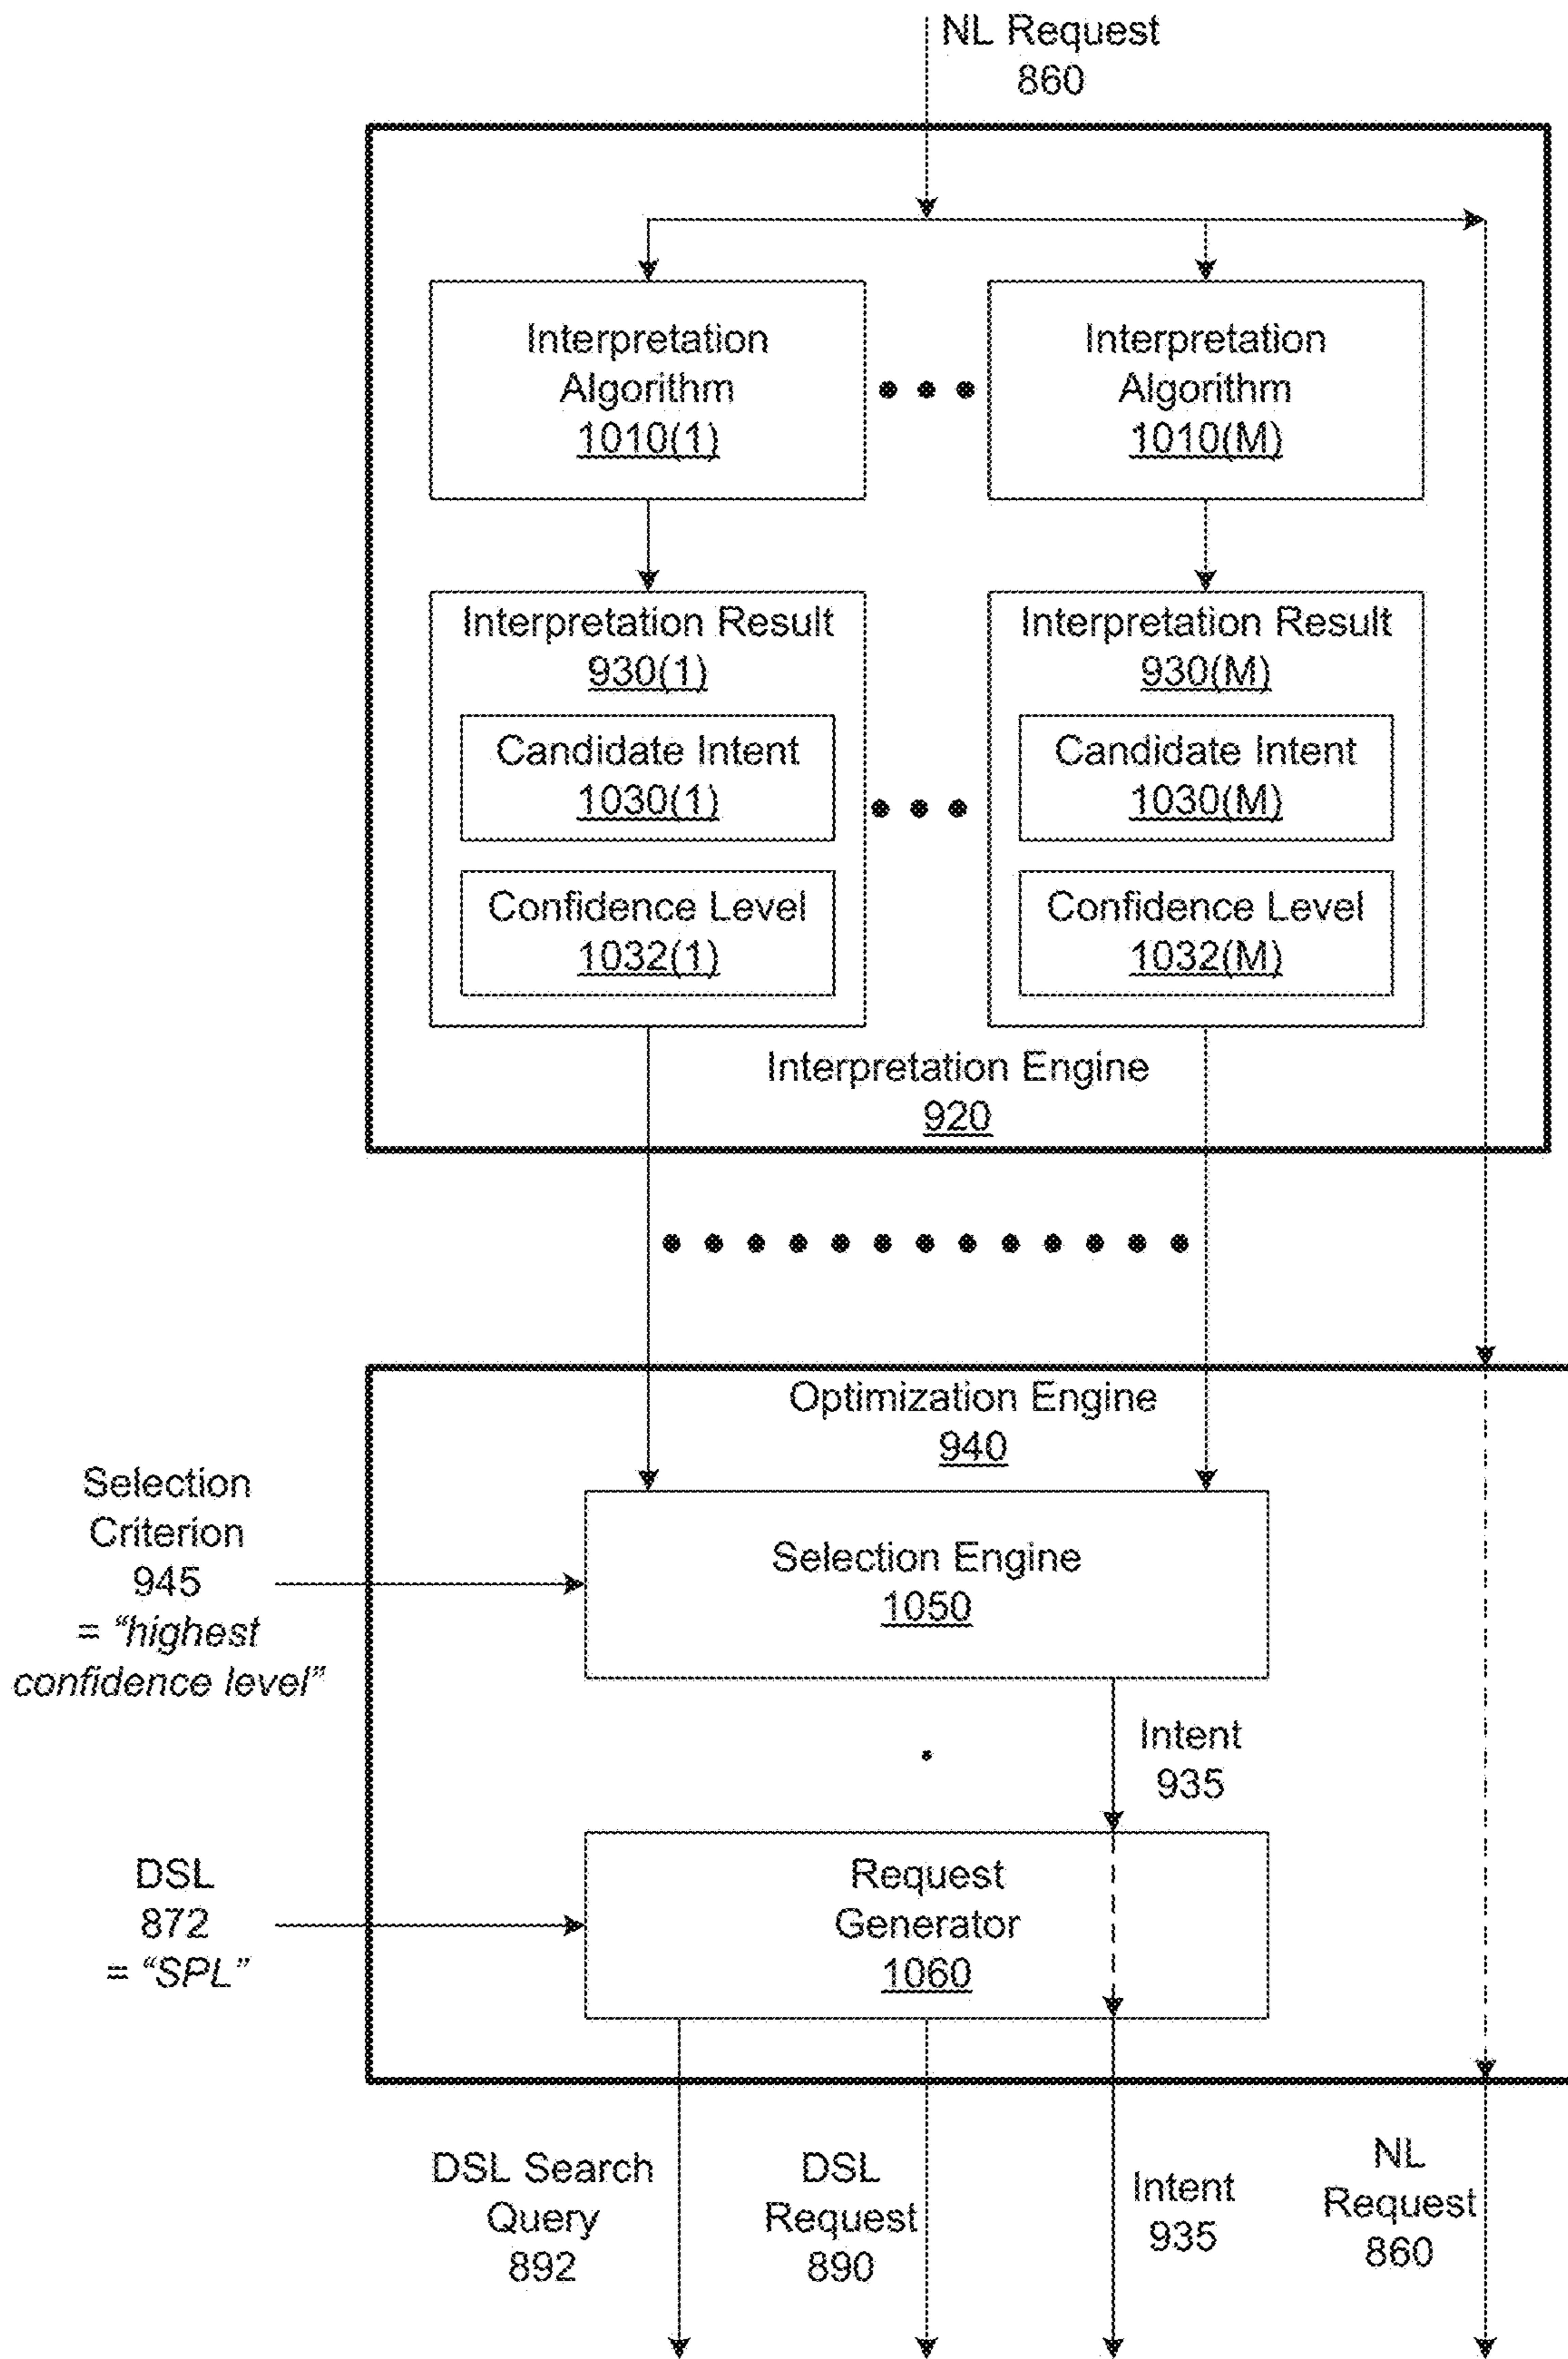 NL Request
860
Interpretation
Algorithm
1010(1)
Interpretation
Algorithm
1010(M)
Interpretation Result
930(1)
Candidate Intent
1030(1)
Confidence Level
1032(1)
Interpretation Result
930(M)
Candidate Intent
1030(M)
Confidence Level
1032(M)
Interpretation Engine
920
Optimization Engine
940
Selection
Criterion
945
= “highest
confidence level”
Selection Engine
1050
Intent
935
DSL
872
= “SPL”
Request
Generator
1060
DSL Search
Query
892
DSL
Request
890
Intent
935
NL
Request
860